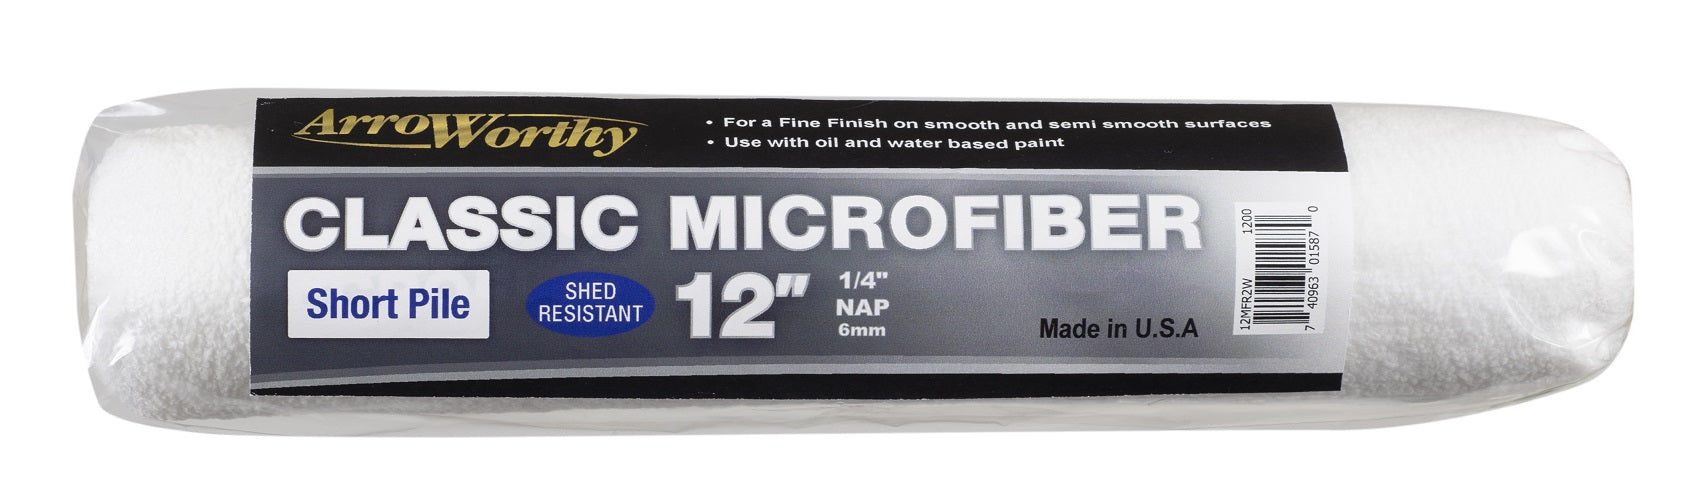 ArroWorthy
• For a Fine Finish on smooth and semi smooth surfaces
• Use with oil and water based paint
CLASSIC MICROFIBER
Short Pile
SHED
RESISTANT
12"
1/4"
NAP
6mm
Made in U.S.A
12MFR2W 1200
7 40963 01587 0